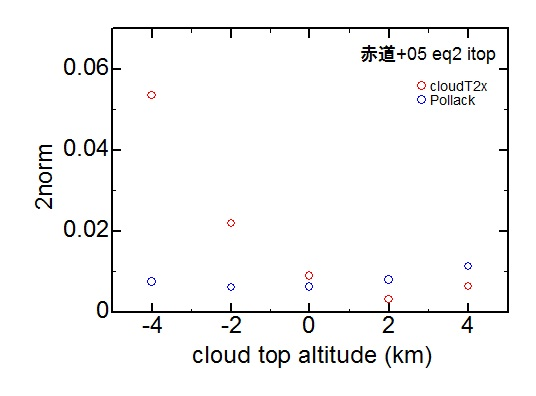 赤道+05 eq2 itop
cloudT2x
Pollack
0.06
0.04
0.02
0
2norm
-4 -2 0 2 4
cloud top altitude (km)